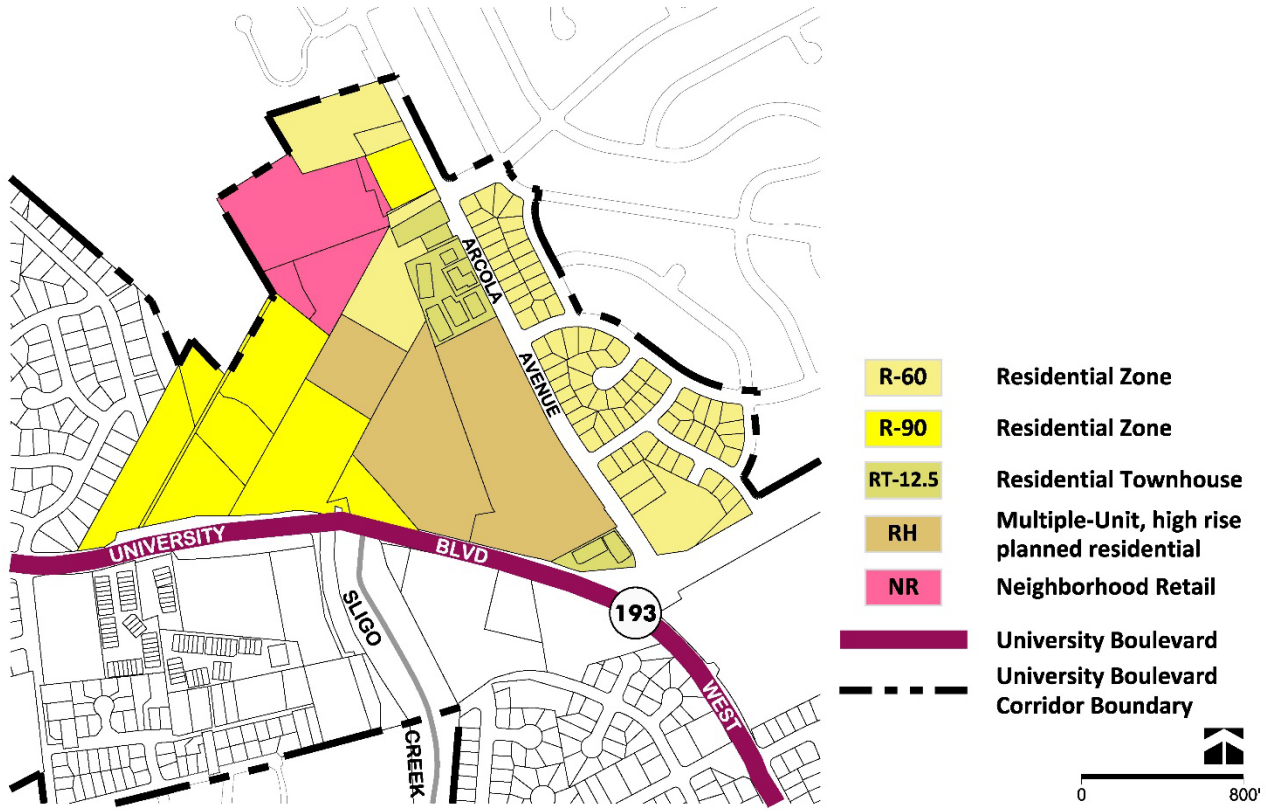 ARCOLA
AVENUE
UNIVERSITY
BLVD
193
WEST
SLIGO
CREEK
R-60 Residential Zone
R-90 Residential Zone
RT-12.5 Residential Townhouse
RH Multiple-Unit, high rise
planned residential
NR Neighborhood Retail
University Boulevard
University Boulevard
Corridor Boundary
0 800'